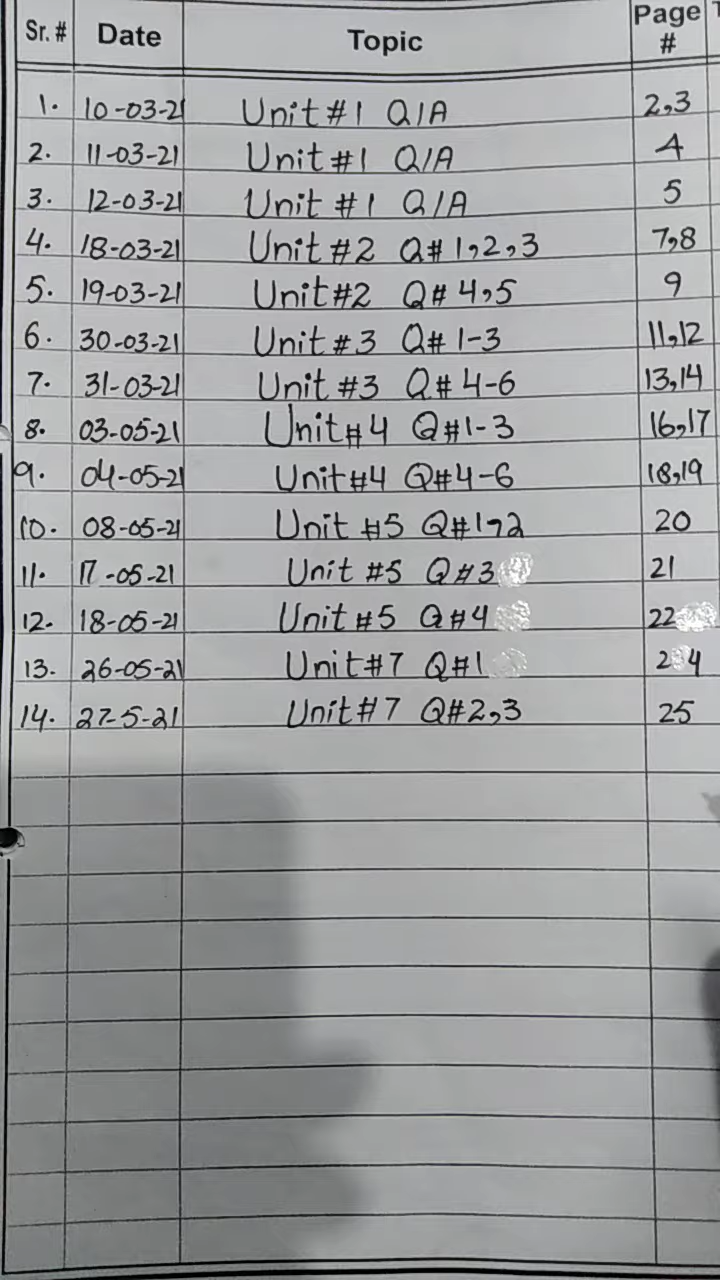 Sr. # Date Topic Page #
1. 10-03-21 Unit #1 Q/A 2,3
2. 11-03-21 Unit #1 Q/A 4
3. 12-03-21 Unit #1 Q/A 5
4. 18-03-21 Unit #2 Q# 1,2,3 7,8
5. 19-03-21 Unit #2 Q# 4,5 9
6. 30-03-21 Unit #3 Q# 1-3 11,12
7. 31-03-21 Unit #3 Q# 4-6 13,14
8. 03-05-21 Unit #4 Q#1-3 16,17
9. 04-05-21 Unit #4 Q#4-6 18,19
10. 08-05-21 Unit #5 Q#1,2 20
11. 17-05-21 Unit #5 Q#3 21
12. 18-05-21 Unit #5 Q#4 22
13. 26-05-21 Unit #7 Q#1 24
14. 27-5-21 Unit #7 Q#2,3 25